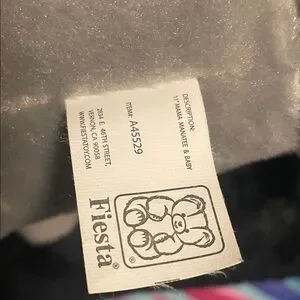 Fiesta®
®
2834 E. 46TH STREET,
VERNON, CA 90058
WWW.FIESTATOY.COM
ITEM#: A45529
DESCRIPTION:
11" MAMA MANATEE & BABY